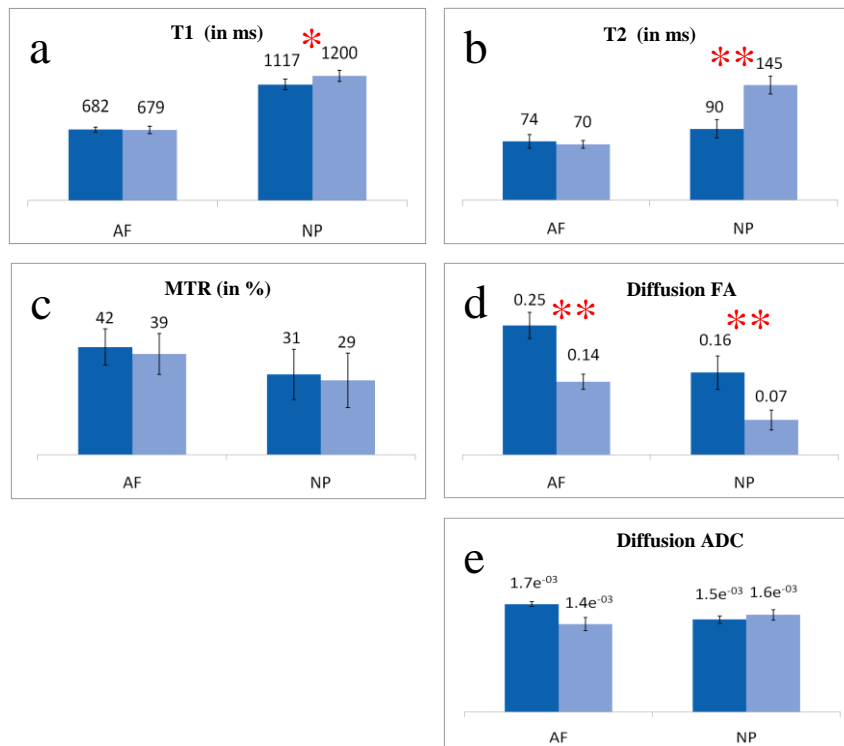 a
T1 (in ms)
*
682
679
1117
1200
AF
NP
b
T2 (in ms)
**
74
70
90
145
AF
NP
c
MTR (in %)
42
39
31
29
AF
NP
d
Diffusion FA
**
**
0.25
0.14
0.16
0.07
AF
NP
e
Diffusion ADC
1.7e⁻⁰³
1.4e⁻⁰³
1.5e⁻⁰³
1.6e⁻⁰³
AF
NP